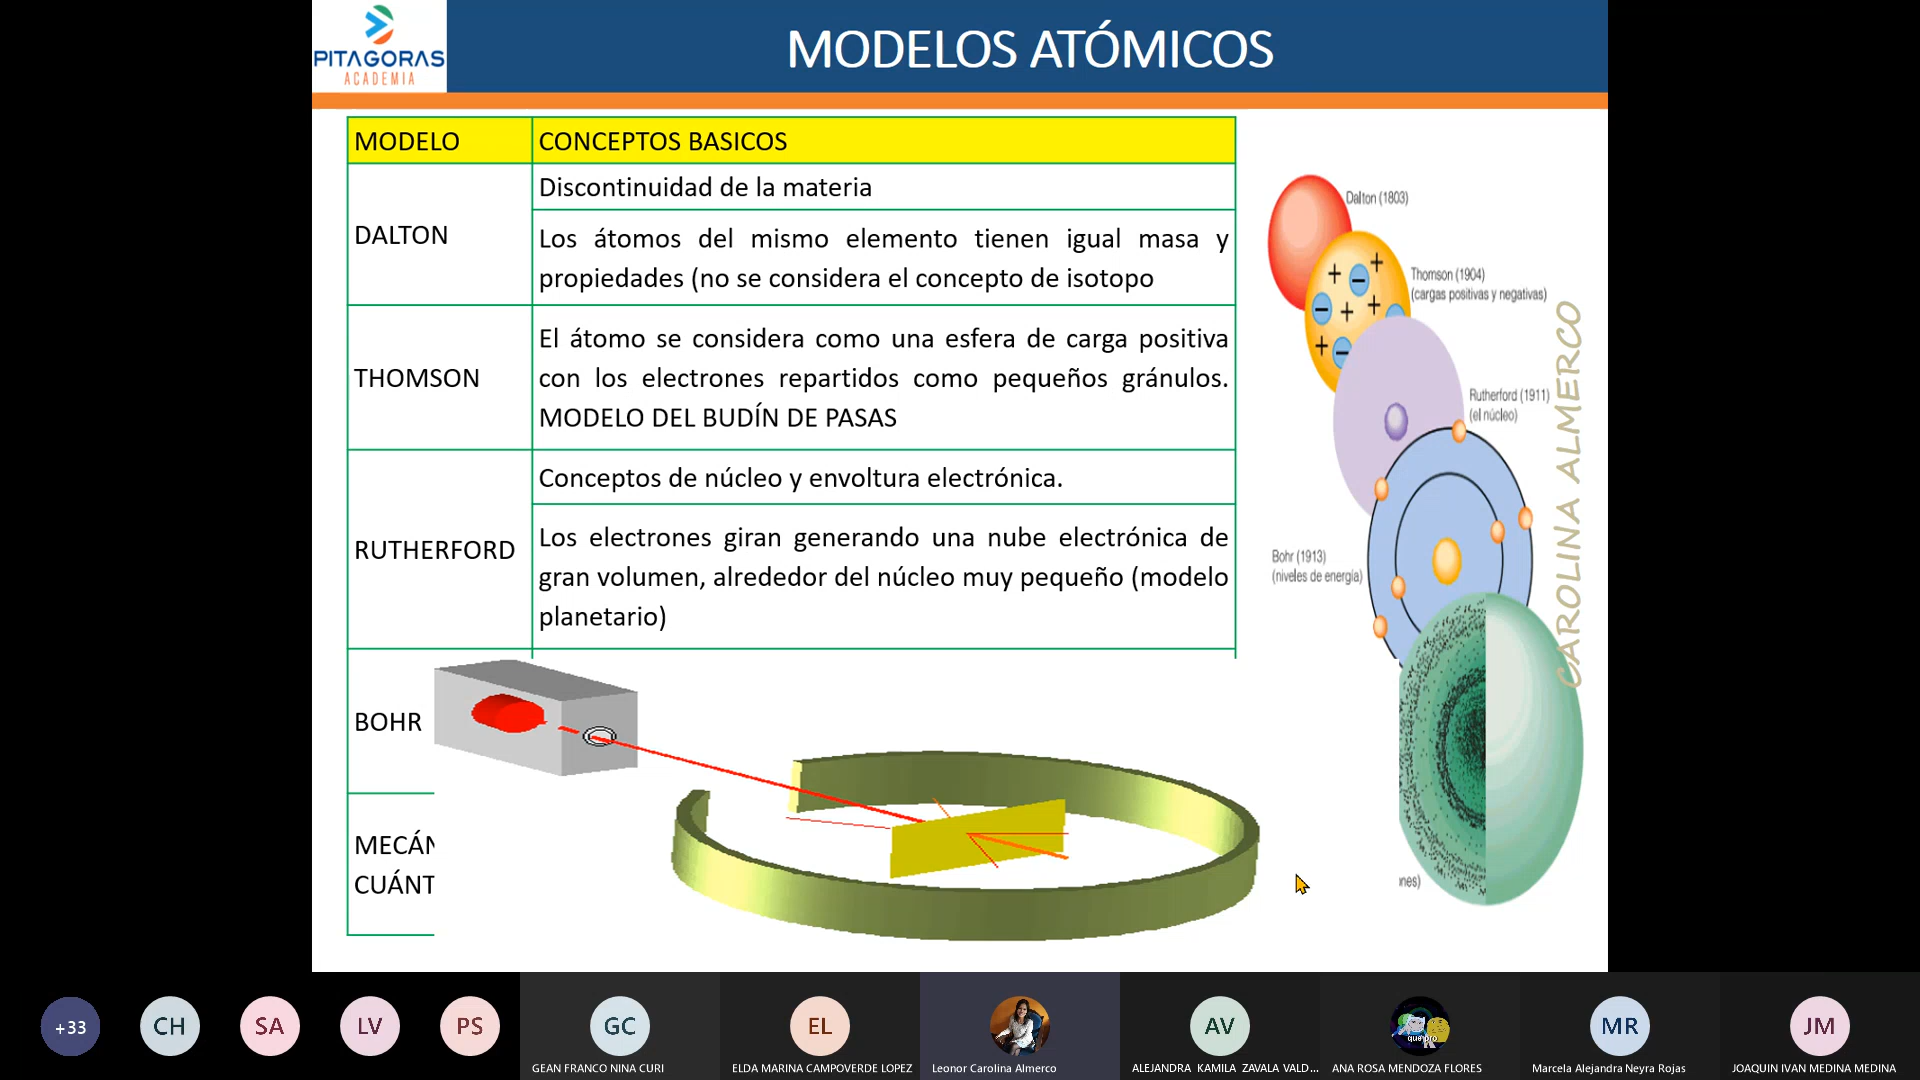 PITAGORAS
ACADEMIA
MODELOS ATÓMICOS
MODELO
CONCEPTOS BASICOS
DALTON
Discontinuidad de la materia
Los átomos del mismo elemento tienen igual masa y
propiedades (no se considera el concepto de isotopo
THOMSON
El átomo se considera como una esfera de carga positiva
con los electrones repartidos como pequeños gránulos.
MODELO DEL BUDÍN DE PASAS
RUTHERFORD
Conceptos de núcleo y envoltura electrónica.
Los electrones giran generando una nube electrónica de
gran volumen, alrededor del núcleo muy pequeño (modelo
planetario)
BOHR
MECÁN
CUÁNT
Dalton (1803)
Thomson (1904)
(cargas positivas y negativas)
Rutherford (1911)
(el núcleo)
Bohr (1913)
(niveles de energía)
nes)
CAROLINA ALMERCO
+33
CH
SA
LV
PS
GC
GEAN FRANCO NINA CURI
EL
ELDA MARINA CAMPOVERDE LOPEZ
Leonor Carolina Almerco
AV
ALEJANDRA KAMILA ZAVALA VALD...
que pro
ANA ROSA MENDOZA FLORES
MR
Marcela Alejandra Neyra Rojas
JM
JOAQUIN IVAN MEDINA MEDINA